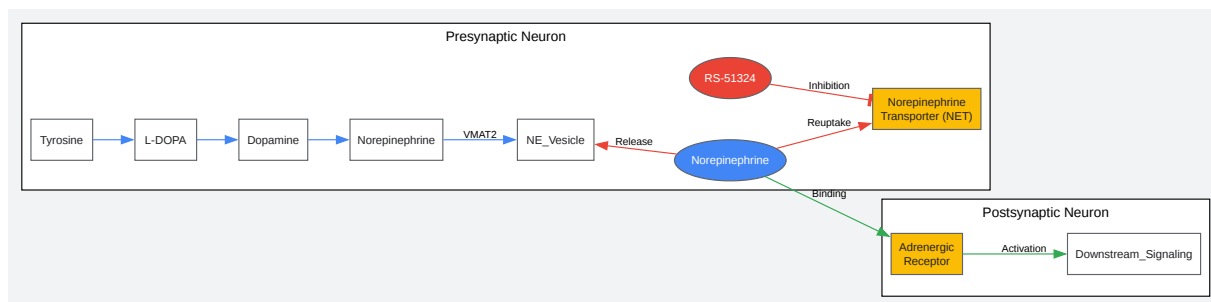 Presynaptic Neuron
RS-51324
Inhibition
Norepinephrine
Transporter (NET)
Reuptake
Tyrosine
L-DOPA
Dopamine
Norepinephrine
VMAT2
NE_Vesicle
Release
Norepinephrine
Binding
Postsynaptic Neuron
Adrenergic
Receptor
Activation
Downstream_Signaling